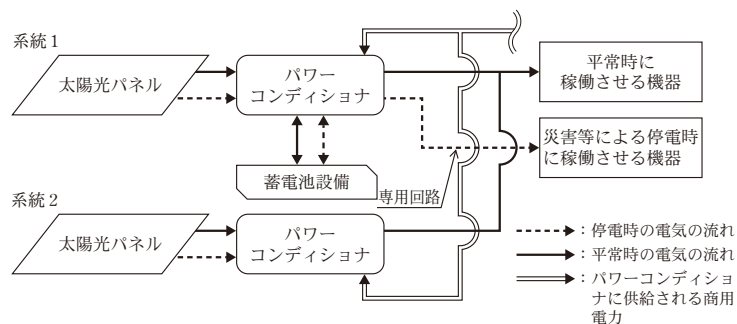 系統1
太陽光パネル
パワー
コンディショナ
平常時に
稼働させる機器
災害等による停電時
に稼働させる機器
蓄電池設備
専用回路
系統2
太陽光パネル
パワー
コンディショナ
：停電時の電気の流れ
：平常時の電気の流れ
：パワーコンディショ
ナに供給される商用
電力